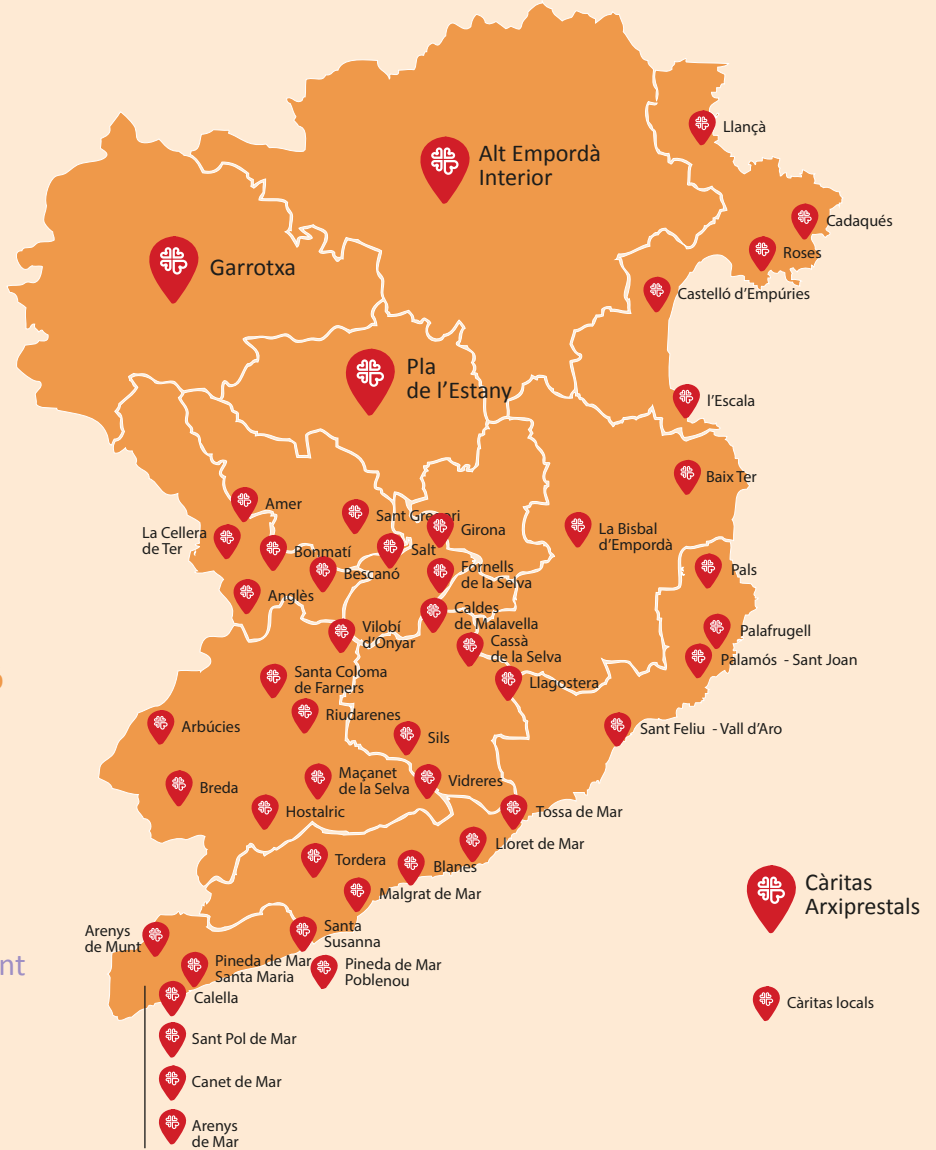 Llançà
Alt Empordà
Interior
Cadaqués
Roses
Garrotxa
Castelló d'Empúries
Pla
de l'Estany
l'Escala
Baix Ter
Amer
Sant Gregori
Girona
La Bisbal
d'Empordà
La Cellera
de Ter
Bonmatí
Salt
Bescanó
Fornells
de la Selva
Pals
Anglès
Caldes
de Malavella
Vilobí
d'Onyar
Palafrugell
Cassà
de la Selva
Palamós - Sant Joan
Santa Coloma
de Farners
Llagostera
Riudarenes
Arbúcies
Sils
Sant Feliu - Vall d'Aro
Maçanet
de la Selva
Vidreres
Breda
Hostalric
Tossa de Mar
Lloret de Mar
Tordera
Blanes
Malgrat de Mar
Càritas
Arxiprestals
Arenys
de Munt
Santa
Susanna
nt
Pineda de Mar
Santa Maria
Pineda de Mar
Poblenou
Calella
Càritas locals
Sant Pol de Mar
Canet de Mar
Arenys
de Mar